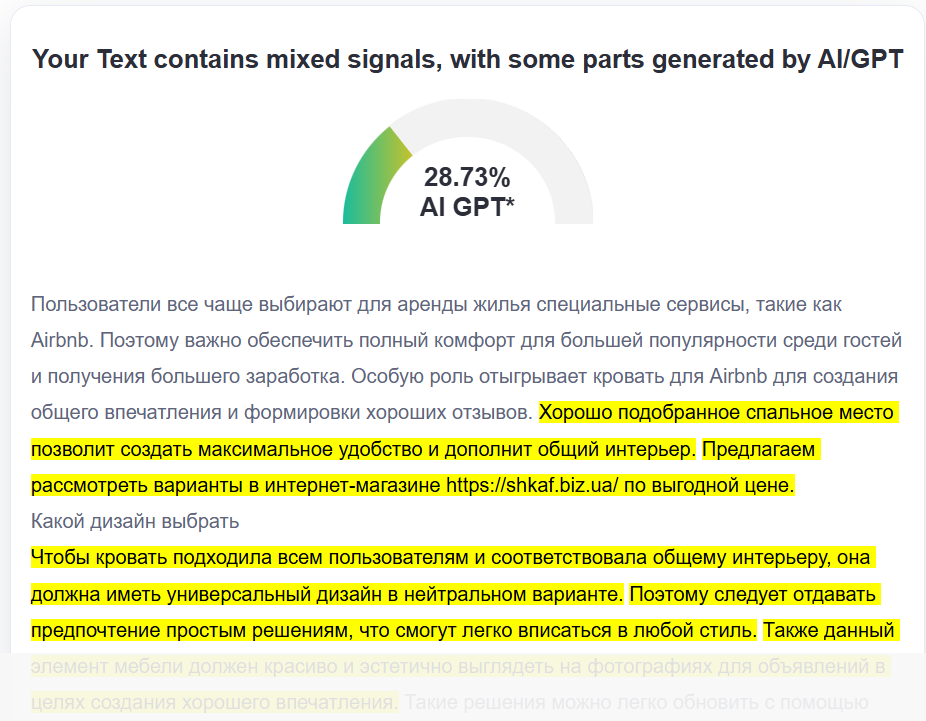 Your Text contains mixed signals, with some parts generated by AI/GPT
28.73%
AI GPT*
Пользователи все чаще выбирают для аренды жилья специальные сервисы, такие как
Airbnb. Поэтому важно обеспечить полный комфорт для большей популярности среди гостей
и получения большего заработка. Особую роль отыгрывает кровать для Airbnb для создания
общего впечатления и формировки хороших отзывов. Хорошо подобранное спальное место
позволит создать максимальное удобство и дополнит общий интерьер. Предлагаем
рассмотреть варианты в интернет-магазине https://shkaf.biz.ua/ по выгодной цене.
Какой дизайн выбрать
Чтобы кровать подходила всем пользователям и соответствовала общему интерьеру, она
должна иметь универсальный дизайн в нейтральном варианте. Поэтому следует отдавать
предпочтение простым решениям, что смогут легко вписаться в любой стиль. Также данный
элемент мебели должен красиво и эстетично выглядеть на фотографиях для объявлений в
целях создания хорошего впечатления. Такие решения можно легко обновить с помощью